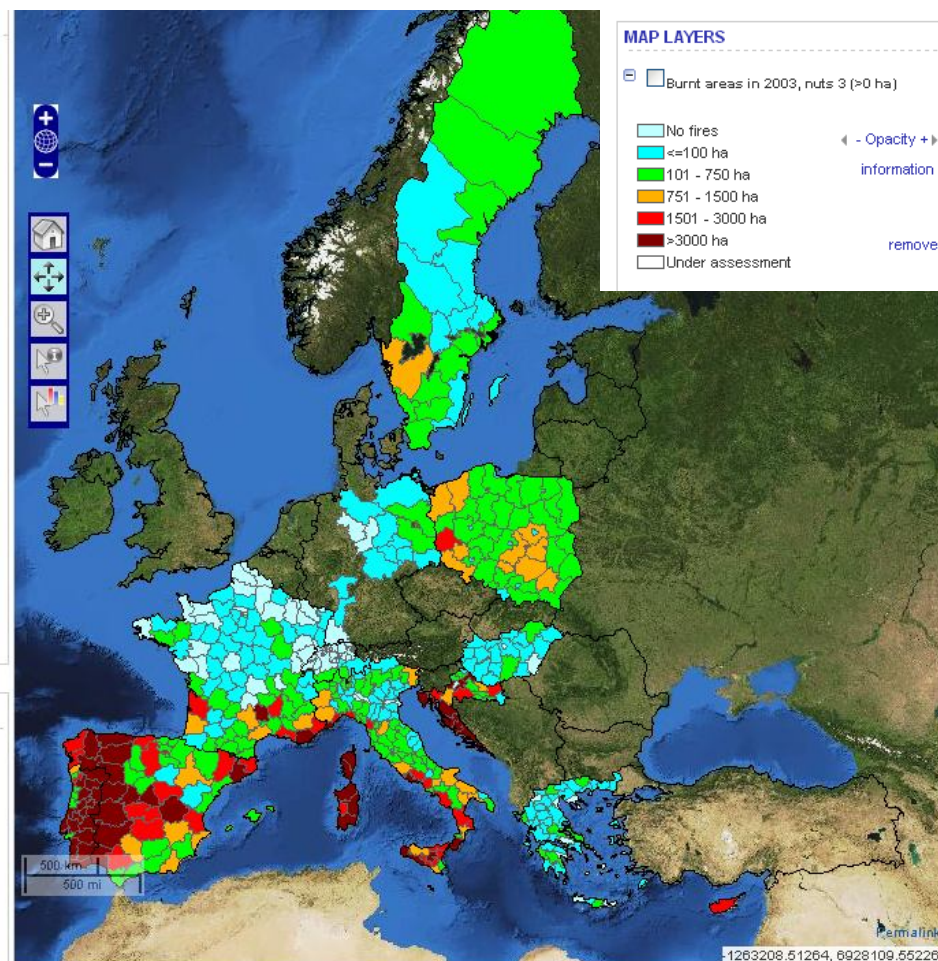 MAP LAYERS
Burnt areas in 2003, nuts 3 (>0 ha)
No fires
- Opacity +
<=100 ha
information
101 - 750 ha
751 - 1500 ha
1501 - 3000 ha
remove
>3000 ha
Under assessment
500 km
500 mi
Permalink
-1263208.51264, 6928109.55226